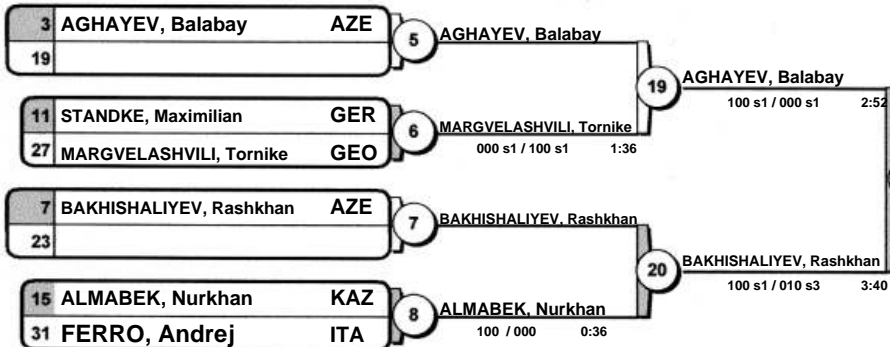 3 AGHAYEV, Balabay AZE
19
5
AGHAYEV, Balabay
11 STANDKE, Maximilian GER
27 MARGVELASHVILI, Tornike GEO
6
MARGVELASHVILI, Tornike
000 s1 / 100 s1 1:36
19
AGHAYEV, Balabay
100 s1 / 000 s1 2:52
7 BAKHISHALIYEV, Rashkhan AZE
23
7
BAKHISHALIYEV, Rashkhan
15 ALMABEK, Nurkhan KAZ
31 FERRO, Andrej ITA
8
ALMABEK, Nurkhan
100 / 000 0:36
20
BAKHISHALIYEV, Rashkhan
100 s1 / 010 s3 3:40